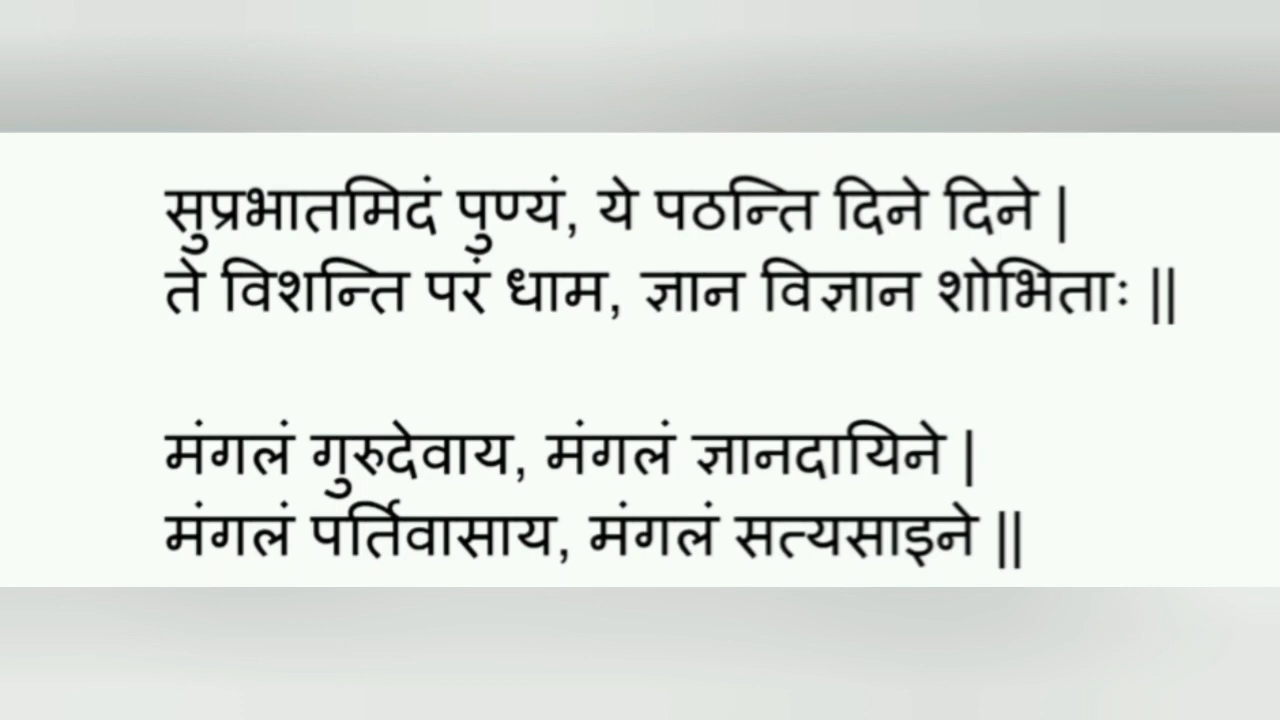 सुप्रभातमिदं पुण्यं, ये पठन्ति दिने दिने |
ते विशन्ति परं धाम, ज्ञान विज्ञान शोभिताः ||
मंगलं गुरुदेवाय, मंगलं ज्ञानदायिने |
मंगलं पर्तिवासाय, मंगलं सत्यसाइने ||